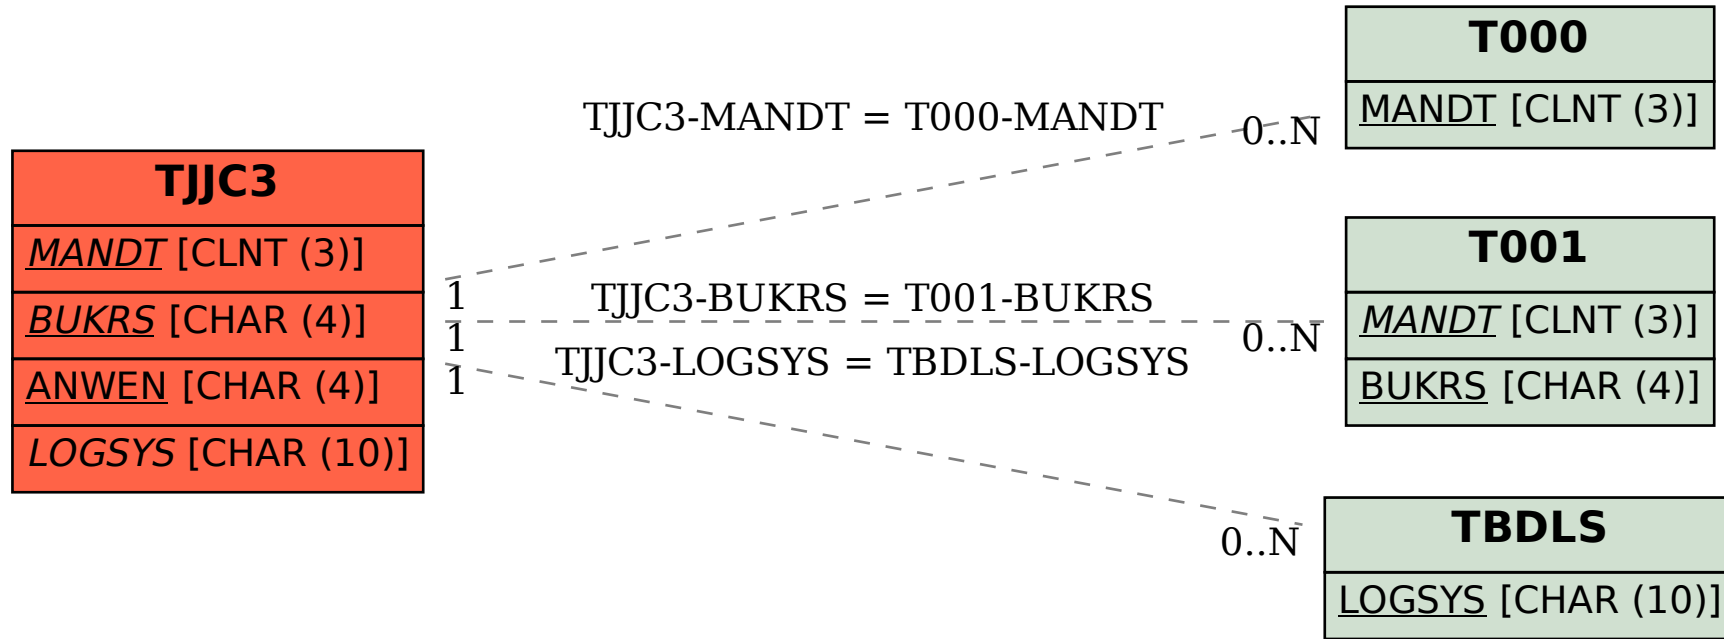 TJJC3
MANDT [CLNT (3)]
BUKRS [CHAR (4)]
ANWEN [CHAR (4)]
LOGSYS [CHAR (10)]
TJJC3-MANDT = T000-MANDT
0..N
1
TJJC3-BUKRS = T001-BUKRS
0..N
1
TJJC3-LOGSYS = TBDLS-LOGSYS
0..N
1
T000
MANDT [CLNT (3)]
T001
MANDT [CLNT (3)]
BUKRS [CHAR (4)]
TBDLS
LOGSYS [CHAR (10)]